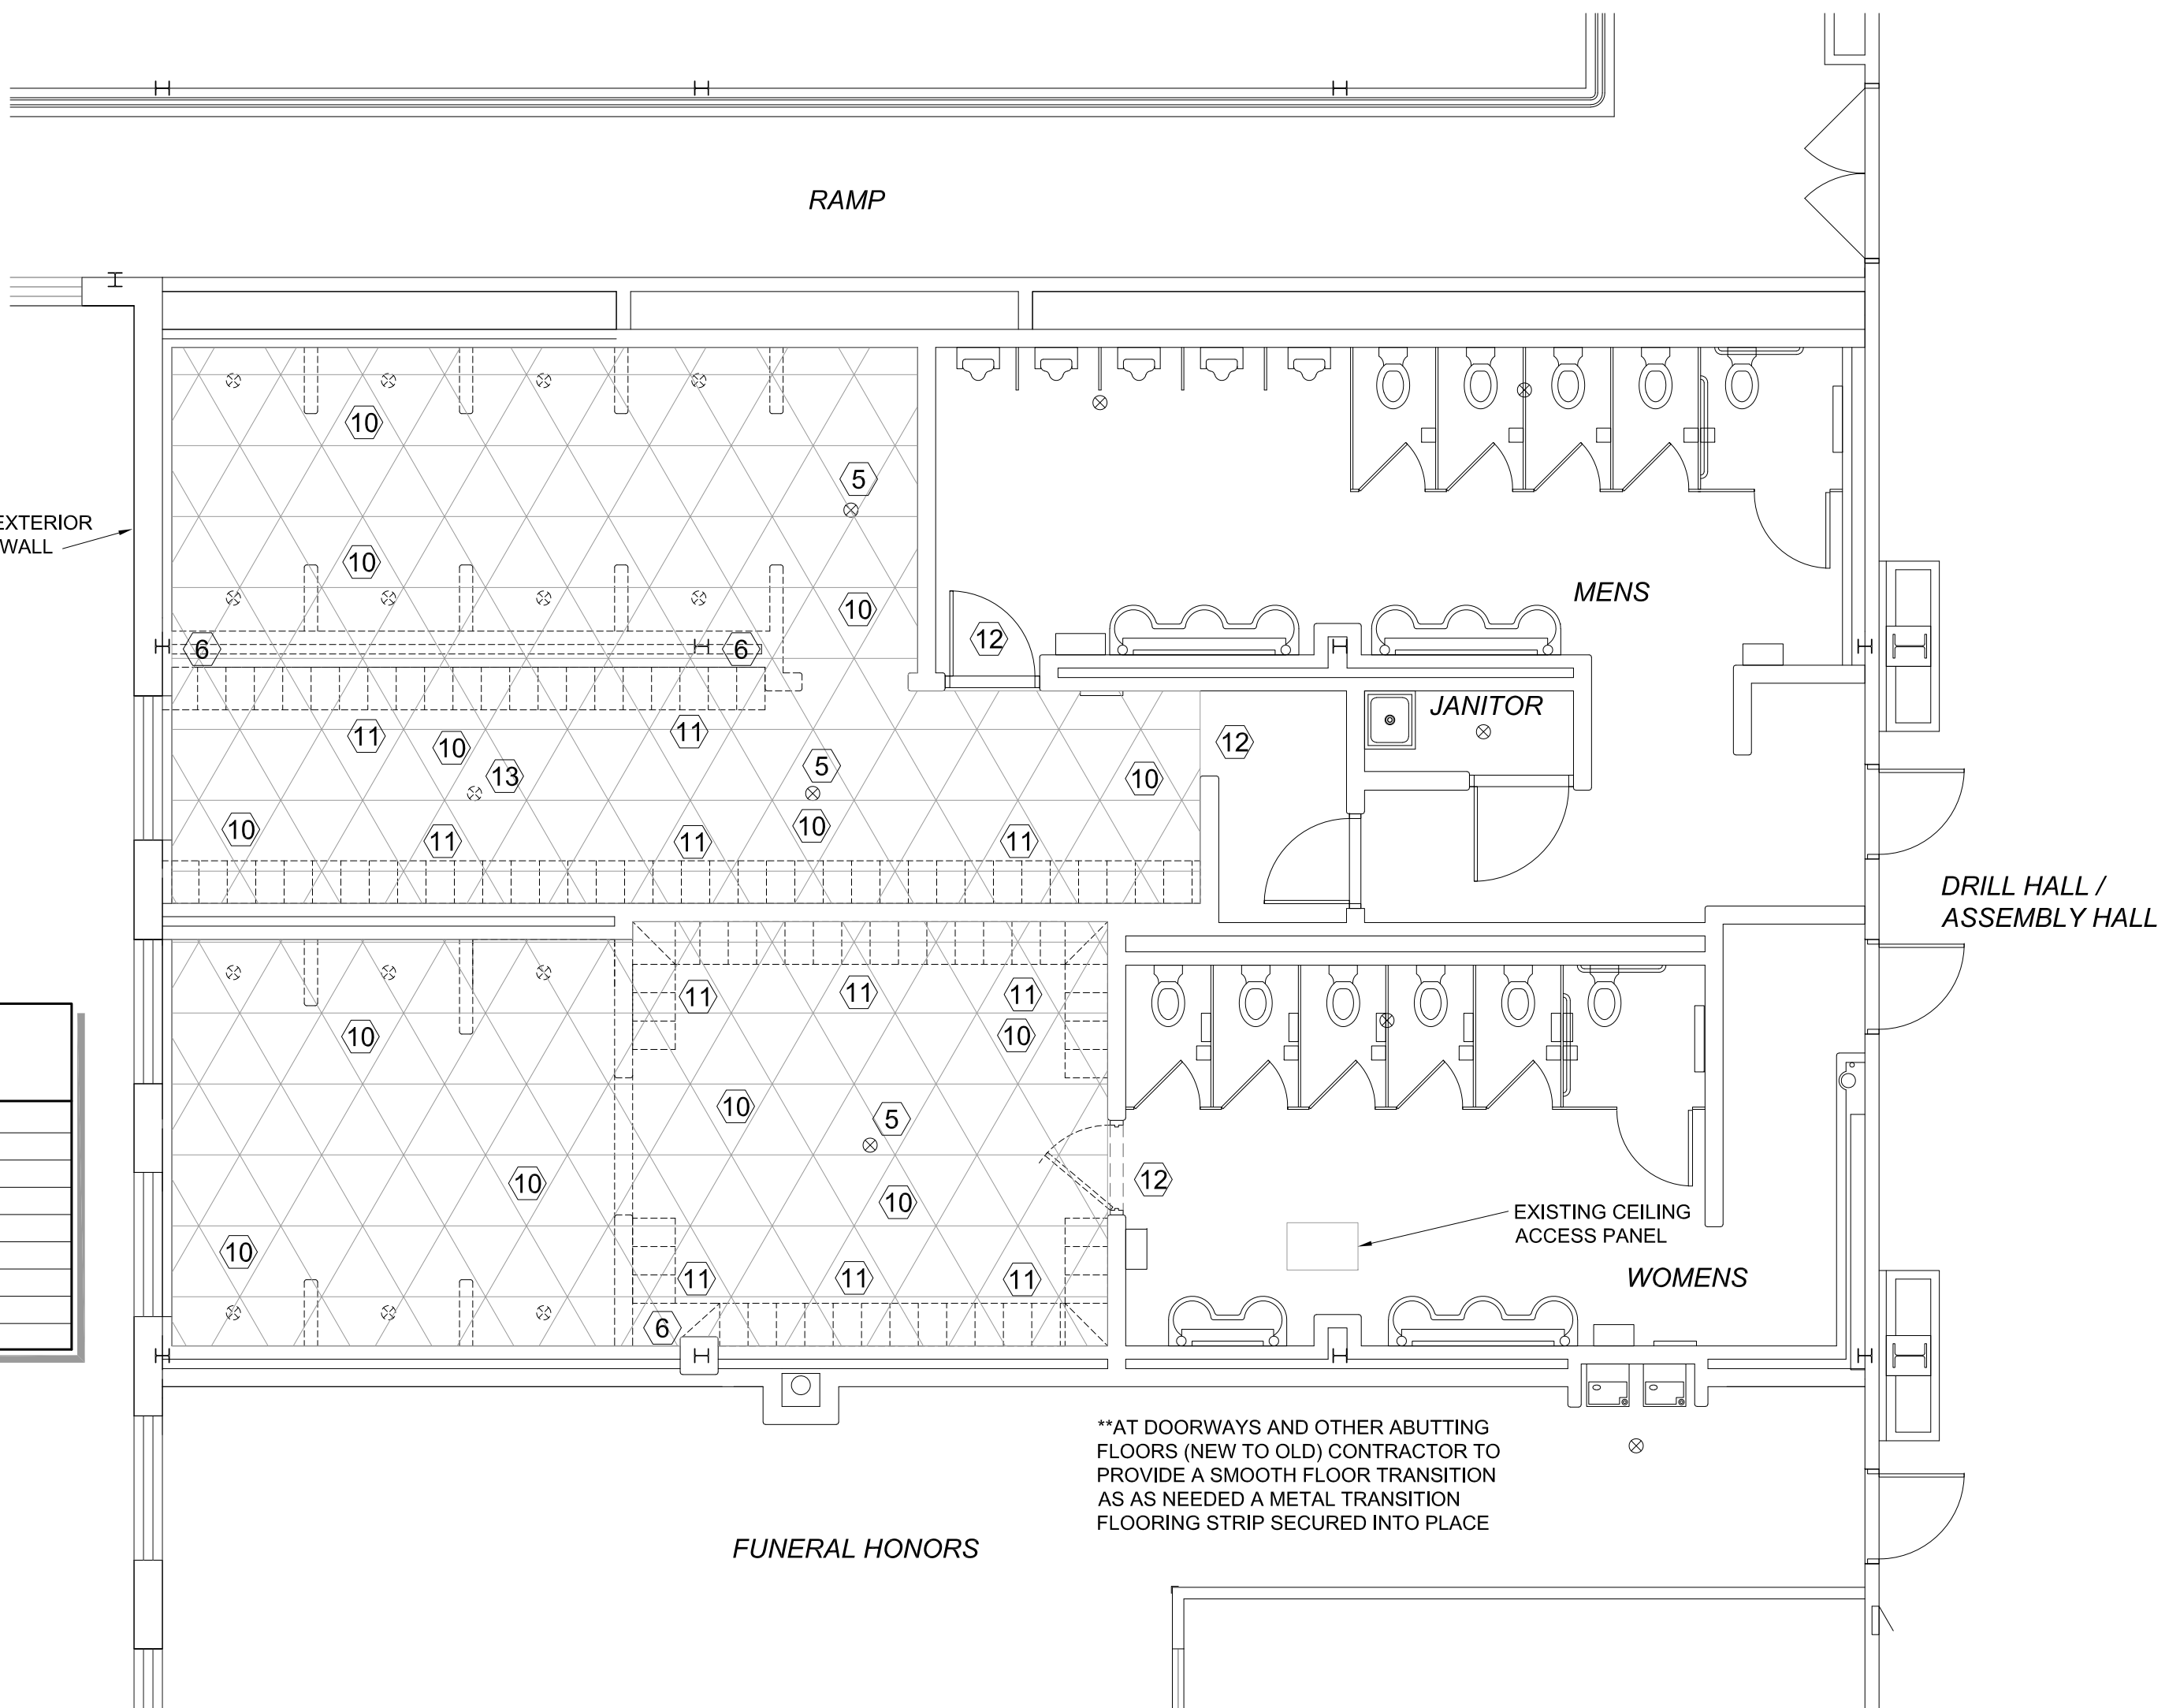 RAMP
10
5
EXTERIOR
WALL
10
10
MENS
12
6
6
JANITOR
11
10
11
12
13
5
10
10
11
11
10
11
DRILL HALL /
ASSEMBLY HALL
11
11
11
10
10
10
5
10
12
10
EXISTING CEILING
ACCESS PANEL
10
11
11
11
WOMENS
6
**AT DOORWAYS AND OTHER ABUTTING
FLOORS (NEW TO OLD) CONTRACTOR TO
PROVIDE A SMOOTH FLOOR TRANSITION
AS AS NEEDED A METAL TRANSITION
FLOORING STRIP SECURED INTO PLACE
FUNERAL HONORS